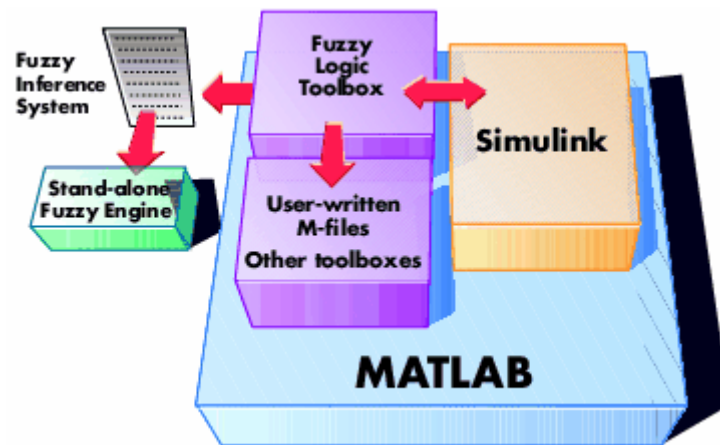 Fuzzy
Inference
System
Fuzzy
Logic
Toolbox
Simulink
Stand-alone
Fuzzy Engine
User-written
M-files
Other toolboxes
MATLAB